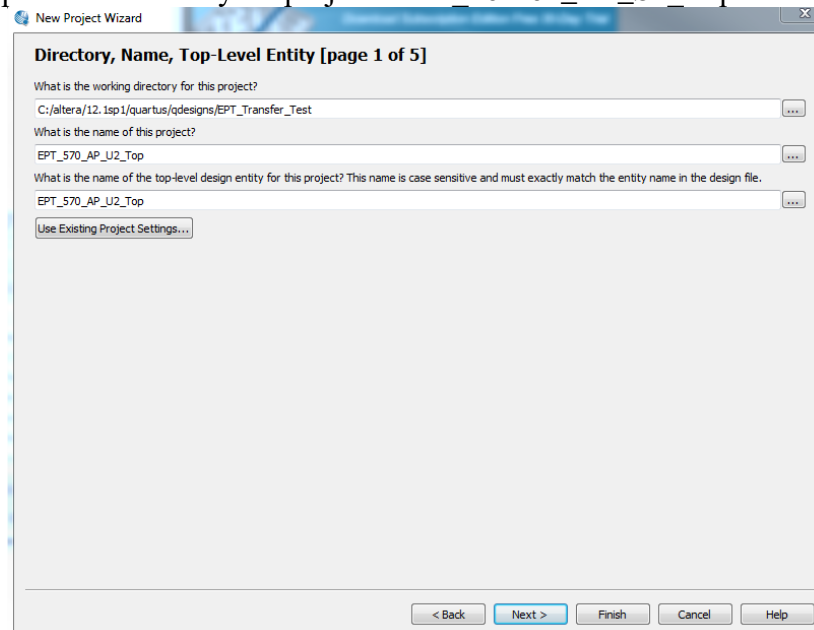 New Project Wizard
Directory, Name, Top-Level Entity [page 1 of 5]
What is the working directory for this project?
C:/altera/12.1sp1/quartus/qdesigns/EPT_Transfer_Test
...
What is the name of this project?
EPT_570_AP_U2_Top
...
What is the name of the top-level design entity for this project? This name is case sensitive and must exactly match the entity name in the design file.
EPT_570_AP_U2_Top
...
Use Existing Project Settings...
< Back Next > Finish Cancel Help